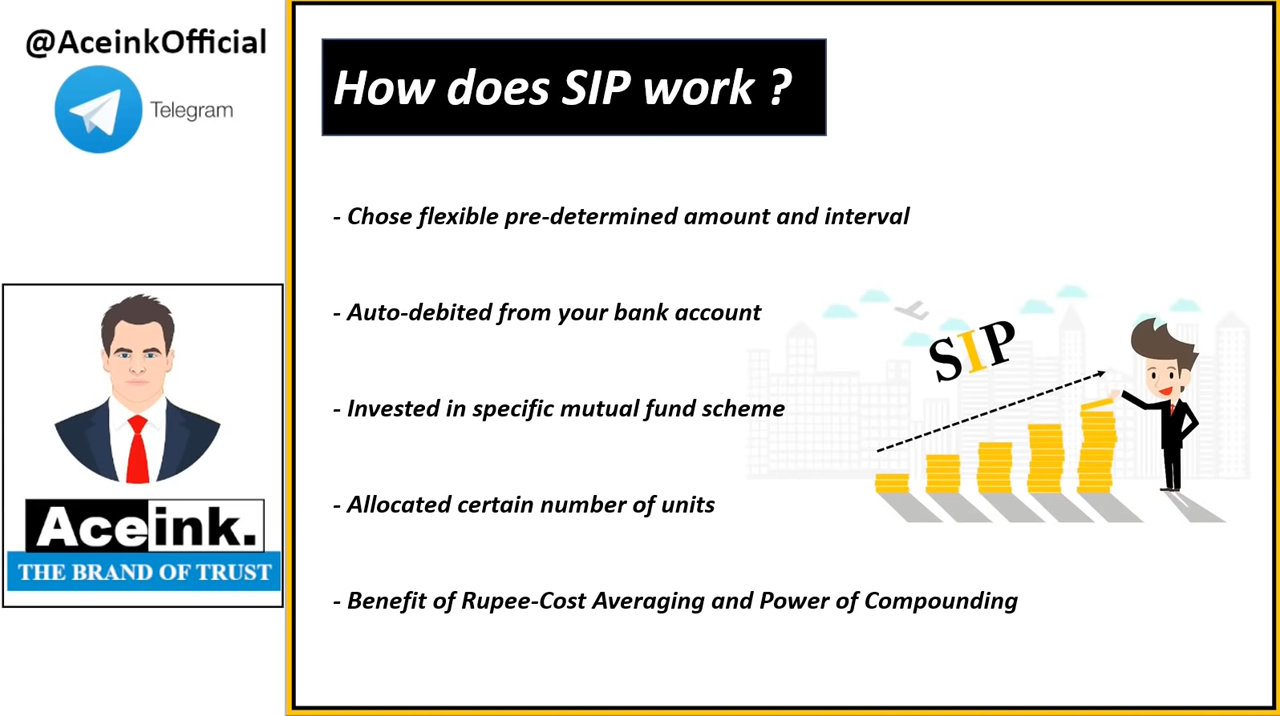 @AceinkOfficial
Telegram
Aceink.
THE BRAND OF TRUST
How does SIP work ?
- Chose flexible pre-determined amount and interval
- Auto-debited from your bank account
- Invested in specific mutual fund scheme
- Allocated certain number of units
- Benefit of Rupee-Cost Averaging and Power of Compounding
SIP